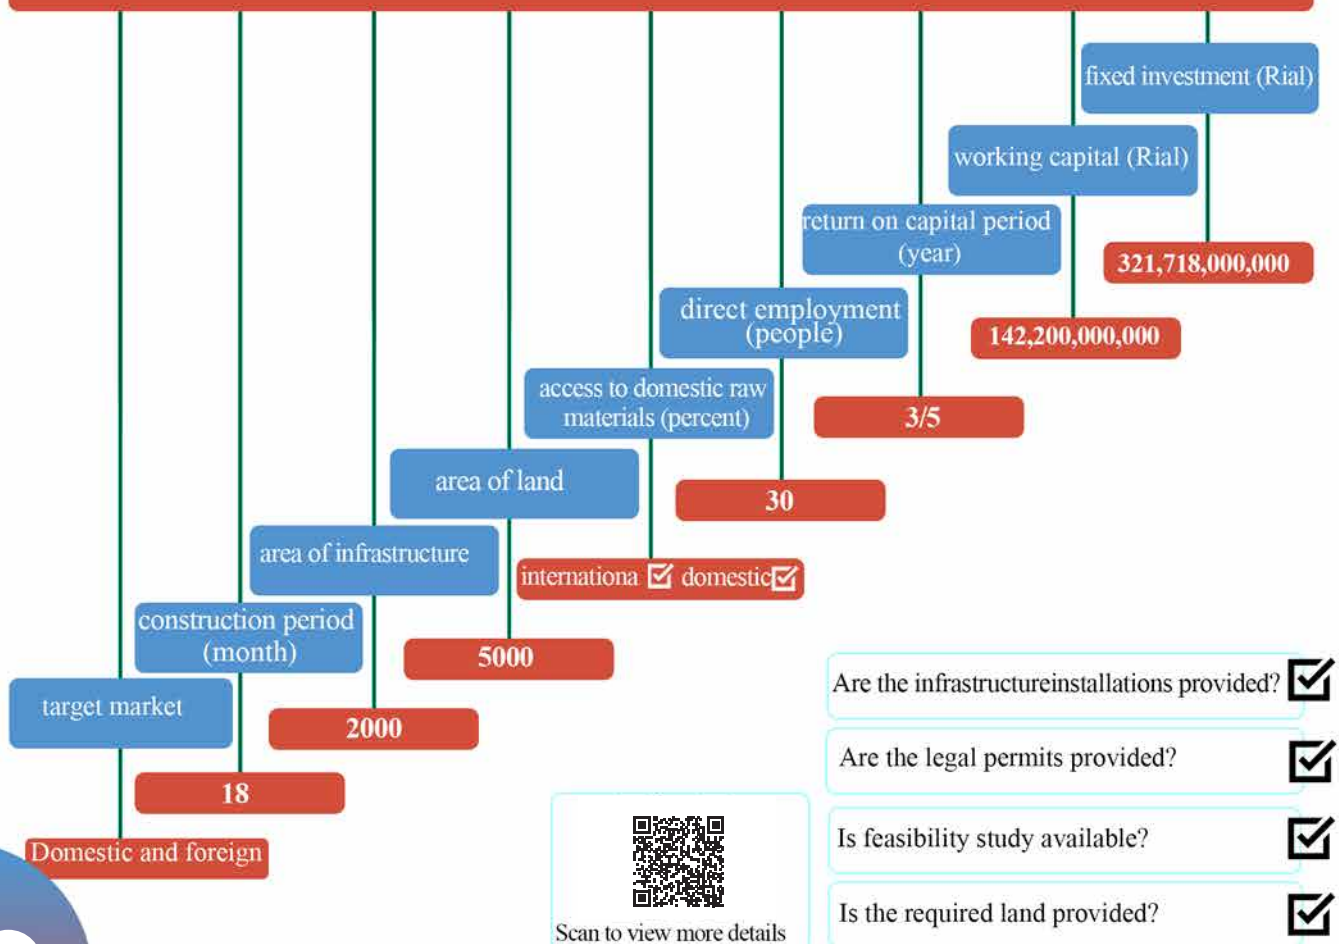 fixed investment (Rial)
321,718,000,000
working capital (Rial)
142,200,000,000
return on capital period
(year)
3/5
direct employment
(people)
30
access to domestic raw
materials (percent)
internationa domestic
area of land
5000
area of infrastructure
2000
construction period
(month)
18
target market
Domestic and foreign
Are the infrastructureinstallations provided?
Are the legal permits provided?
Is feasibility study available?
Is the required land provided?
Scan to view more details